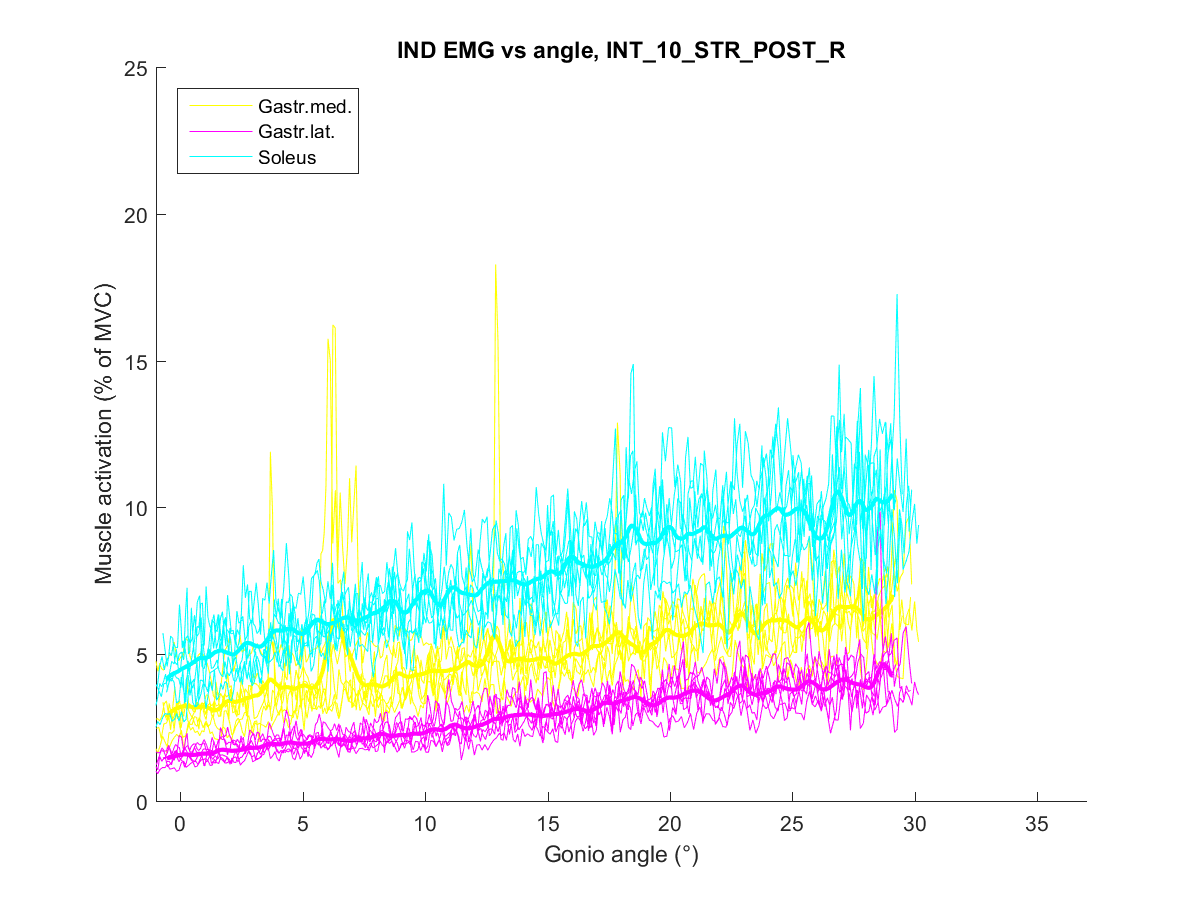 IND EMG vs angle, INT_10_STR_POST_R
25
20
15
10
5
0
Muscle activation (% of MVC)
Gastr.med.
Gastr.lat.
Soleus
0 5 10 15 20 25 30 35
Gonio angle (°)